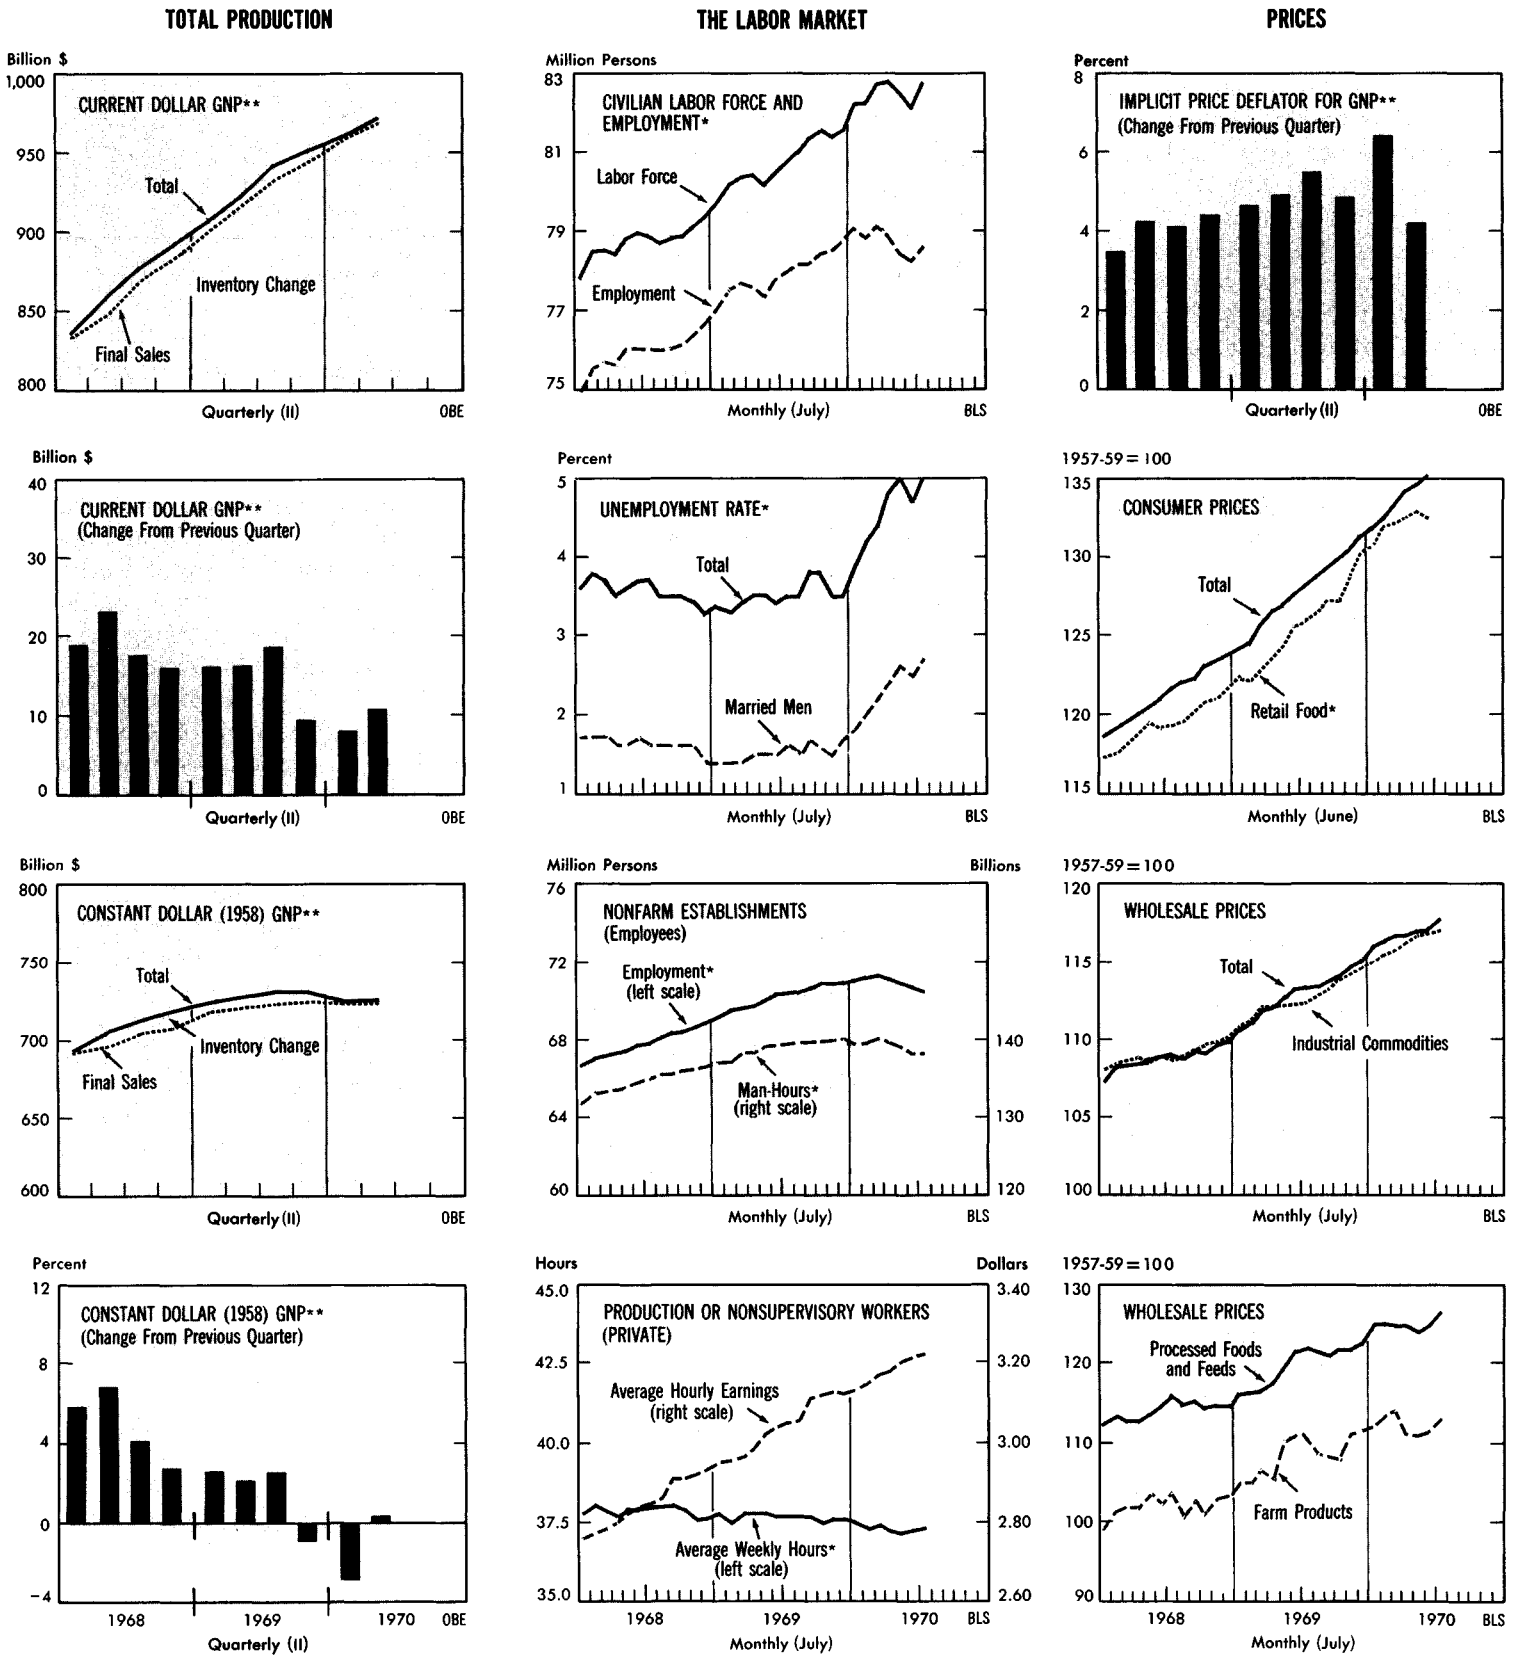 TOTAL PRODUCTION
Billion $
1,000
950
900
850
800
CURRENT DOLLAR GNP**
Total
Inventory Change
Final Sales
Quarterly (II)
OBE
Billion $
40
30
20
10
0
CURRENT DOLLAR GNP**
(Change From Previous Quarter)
Quarterly (II)
OBE
Billion $
800
750
700
650
600
CONSTANT DOLLAR (1958) GNP**
Total
Inventory Change
Final Sales
Quarterly (II)
OBE
Percent
12
8
4
0
-4
CONSTANT DOLLAR (1958) GNP**
(Change From Previous Quarter)
1968
1969
1970
OBE
Quarterly (II)
THE LABOR MARKET
Million Persons
83
81
79
77
75
CIVILIAN LABOR FORCE AND
EMPLOYMENT*
Labor Force
Employment
Monthly (July)
BLS
Percent
5
4
3
2
1
UNEMPLOYMENT RATE*
Total
Married Men
Monthly (July)
BLS
Million Persons
Billions
76
72
68
64
60
140
130
120
NONFARM ESTABLISHMENTS
(Employees)
Employment*
(left scale)
Man-Hours*
(right scale)
Monthly (July)
BLS
Hours
Dollars
45.0
42.5
40.0
37.5
35.0
3.40
3.20
3.00
2.80
2.60
PRODUCTION OR NONSUPERVISORY WORKERS
(PRIVATE)
Average Hourly Earnings
(right scale)
Average Weekly Hours*
(left scale)
1968
1969
1970
BLS
Monthly (July)
PRICES
Percent
8
6
4
2
0
IMPLICIT PRICE DEFLATOR FOR GNP**
(Change From Previous Quarter)
Quarterly (II)
OBE
1957-59 = 100
135
130
125
120
115
CONSUMER PRICES
Total
Retail Food*
Monthly (June)
BLS
1957-59 = 100
120
115
110
105
100
WHOLESALE PRICES
Total
Industrial Commodities
Monthly (July)
BLS
1957-59 = 100
130
120
110
100
90
WHOLESALE PRICES
Processed Foods
and Feeds
Farm Products
1968
1969
1970
BLS
Monthly (July)